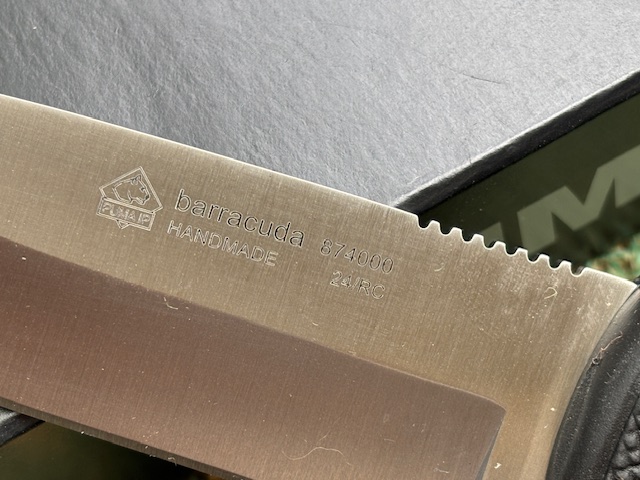 PUMA IP
barracuda 874000
HANDMADE 24/RC